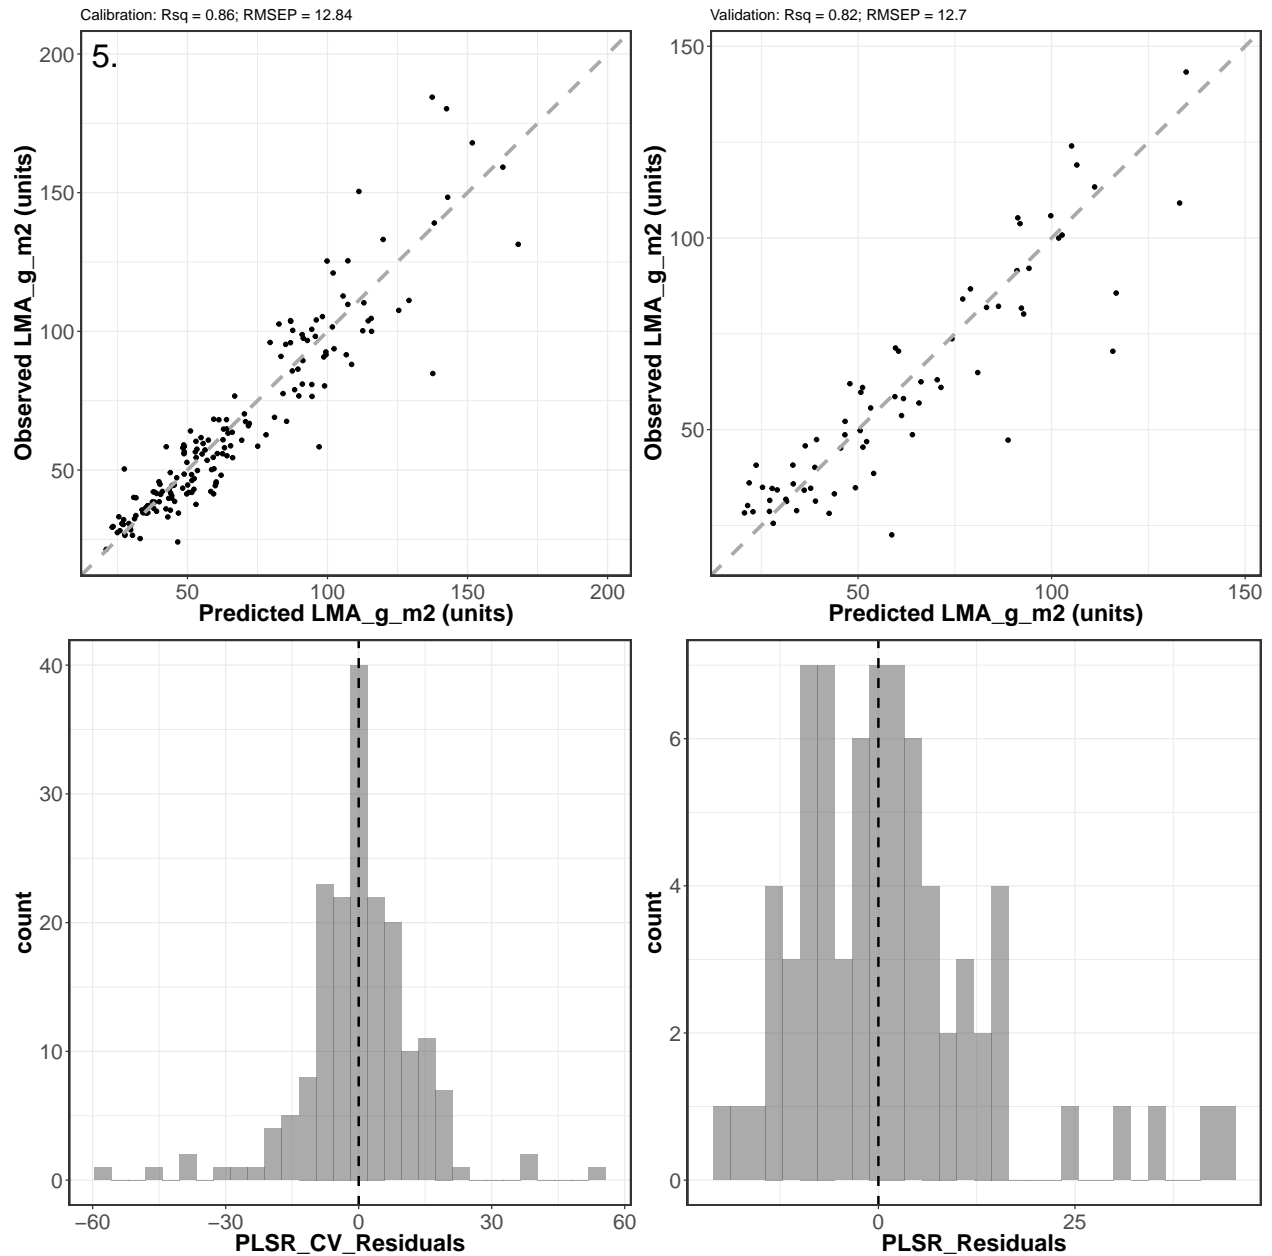 Calibration: Rsq = 0.86; RMSEP = 12.84
5.
200
150
100
50
Observed LMA_g_m2 (units)
50 100 150 200
Predicted LMA_g_m2 (units)
Validation: Rsq = 0.82; RMSEP = 12.7
150
100
50
Observed LMA_g_m2 (units)
50 100 150
Predicted LMA_g_m2 (units)
40
30
20
10
0
count
−60 −30 0 30 60
PLSR_CV_Residuals
6
4
2
0
count
0 25
PLSR_Residuals